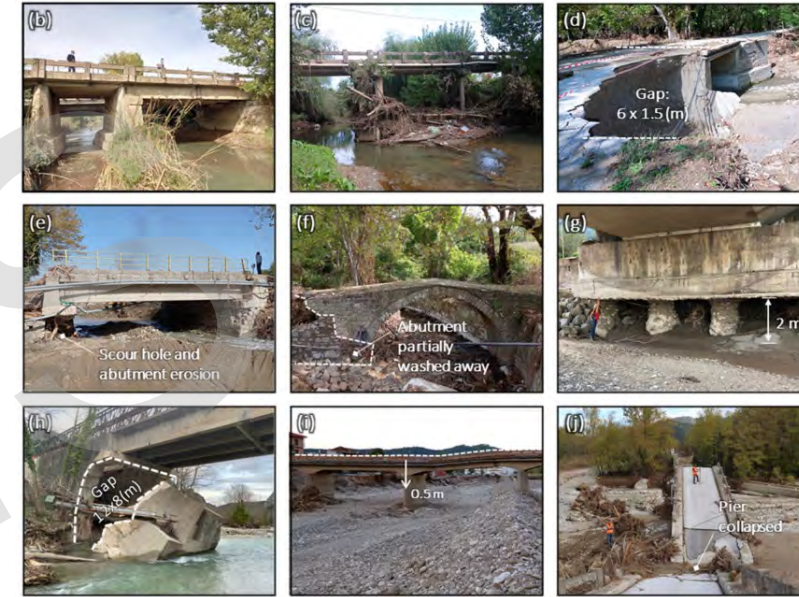 (b)
(c)
(d)
Gap:
6 x 1.5 (m)
(e)
Scour hole and
abutment erosion
(f)
Abutment
partially
washed away
(g)
2 m
(h)
Gap
12x8(m)
(i)
0.5 m
(j)
Pier
collapsed